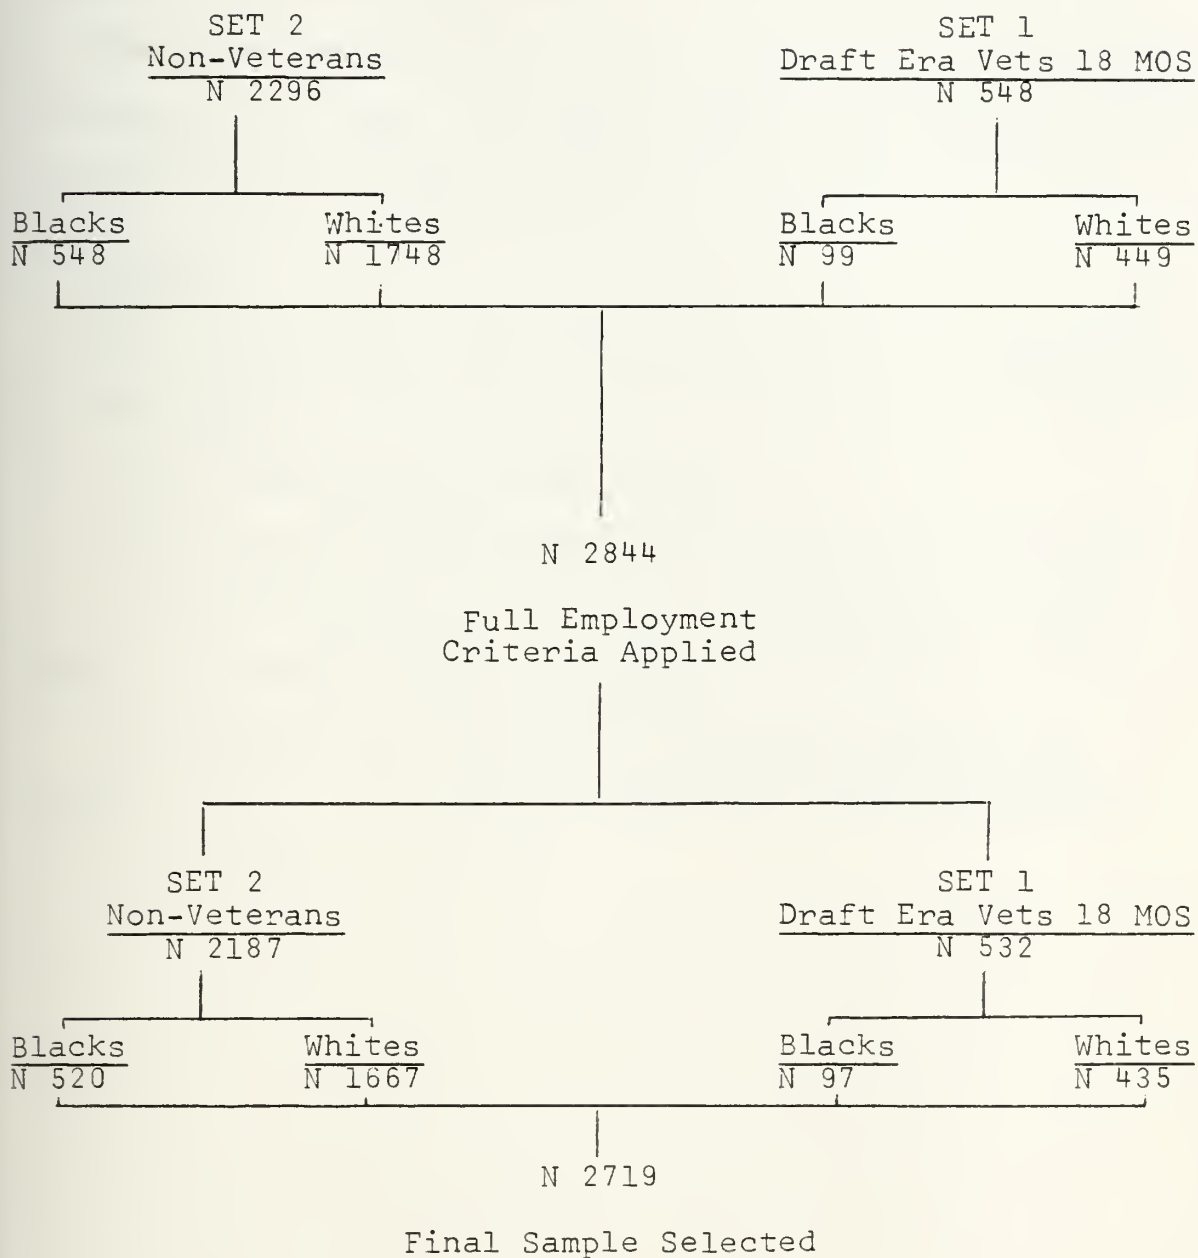 SET 2
Non-Veterans
N 2296
SET 1
Draft Era Vets 18 MOS
N 548
Blacks
N 548
Whites
N 1748
Blacks
N 99
Whites
N 449
N 2844
Full Employment
Criteria Applied
SET 2
Non-Veterans
N 2187
SET 1
Draft Era Vets 18 MOS
N 532
Blacks
N 520
Whites
N 1667
Blacks
N 97
Whites
N 435
N 2719
Final Sample Selected